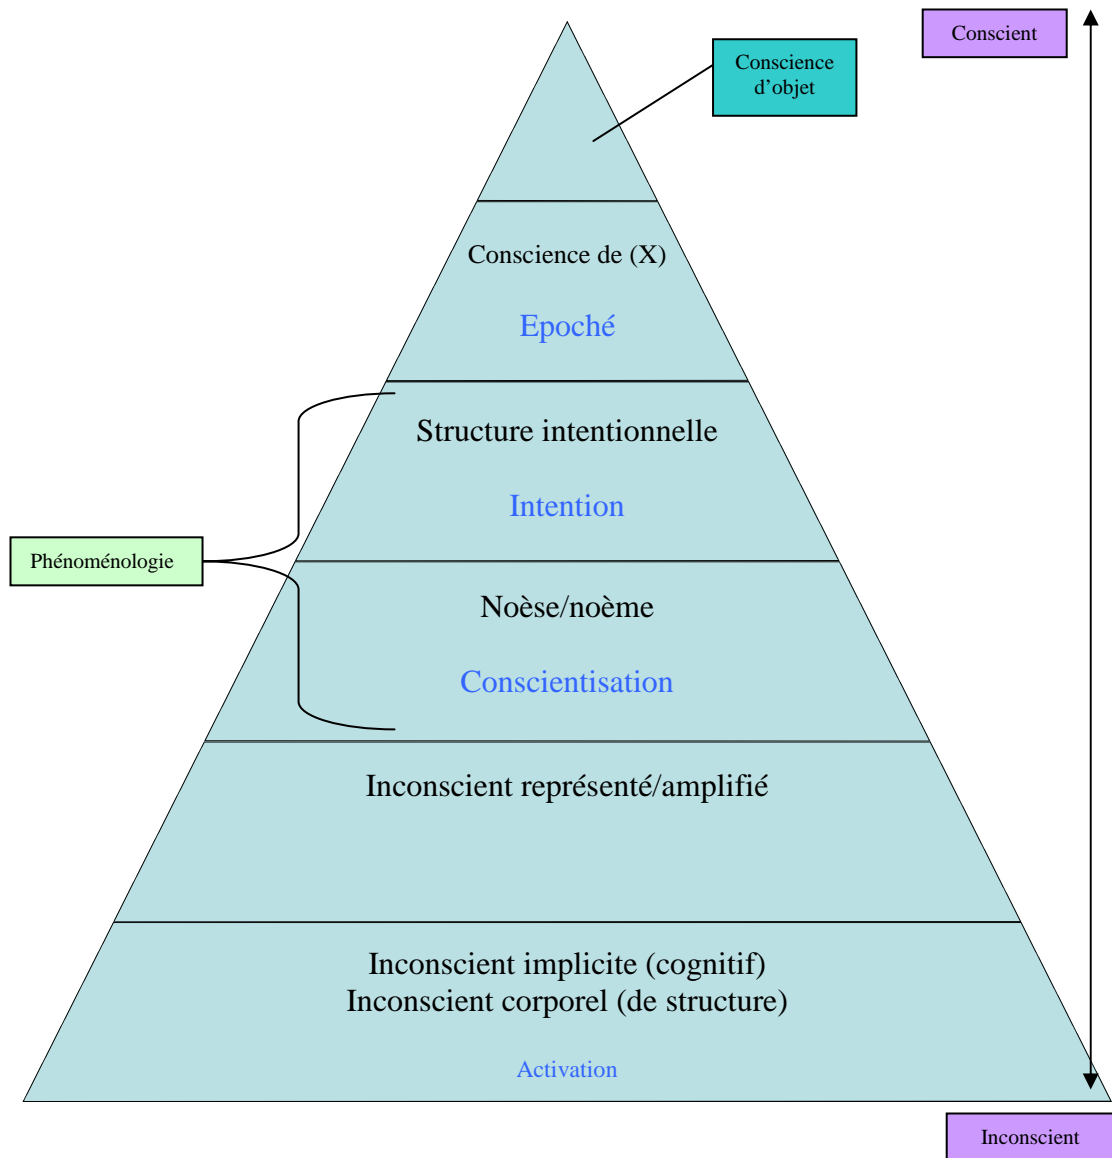 Conscient
Conscience
d’objet
Conscience de (X)
Epoché
Structure intentionnelle
Intention
Phénoménologie
Noèse/noème
Conscientisation
Inconscient représenté/amplifié
Inconscient implicite (cognitif)
Inconscient corporel (de structure)
Activation
Inconscient